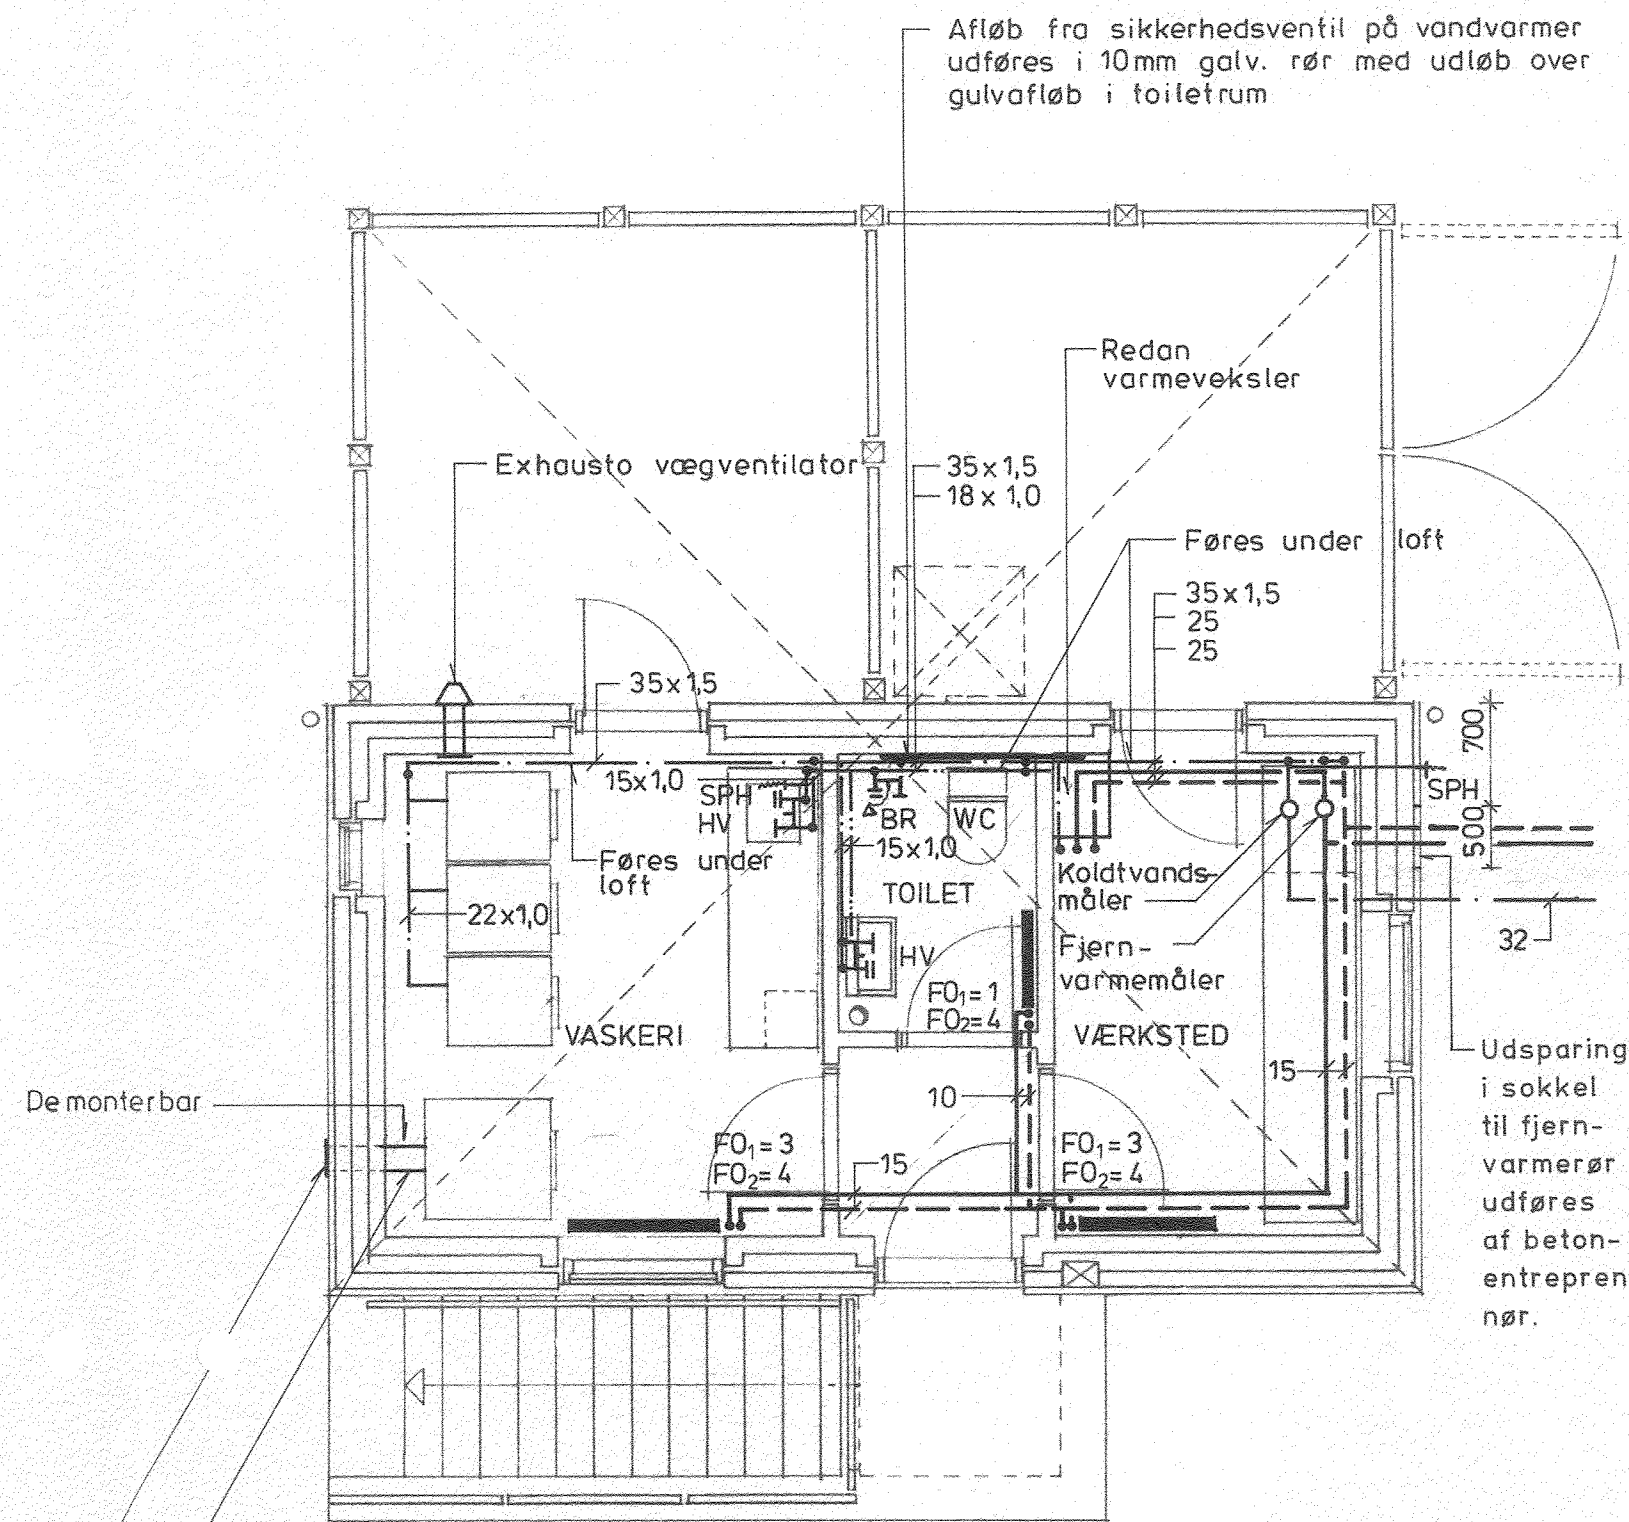 Afløb fra sikkerhedsventil på vandvarmer
udføres i 10mm galv. rør med udløb over
gulvafløb i toiletrum
Redan
varmeveksler
Exhausto vægventilator
35x1,5
18x1,0
Føres under loft
35x1,5
25
25
35x1,5
700
15x1,0
SPH
HV
BR
WC
SPH
500
15x1,0
Føres under
loft
Koldtvands-
måler
TOILET
22x1,0
32
HV
Fjern-
varmemåler
FO1=1
FO2=4
VASKERI
VÆRKSTED
Udsparing
i sokkel
til fjern-
varmerør
udføres
af beton-
entrepren
nør.
15
Demonterbar
10
FO1=3
FO2=4
15
FO1=3
FO2=4